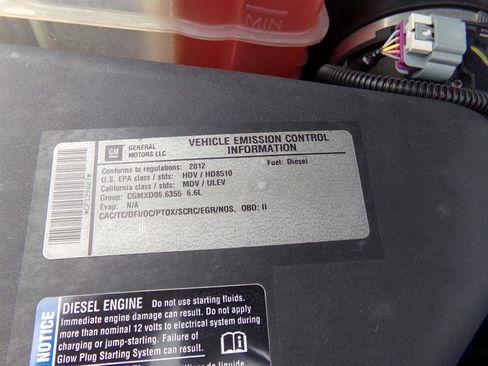 MIN
GM GENERAL MOTORS LLC
VEHICLE EMISSION CONTROL INFORMATION
Conforms to regulations: 2012 Fuel: Diesel
U.S. EPA class / stds: HDV / HD8510
California class / stds: MDV / ULEV
Group: CGMXD06.6355 6.6L
Evap: N/A
CAC/TC/DFI/OC/PTOX/SCRC/EGR/NOS. OBD: II
NOTICE
DIESEL ENGINE Do not use starting fluids.
Immediate engine damage can result. Do not apply
more than nominal 12 volts to electrical system during
charging or jump-starting. Failure of
Glow Plug Starting System can result.
de liquide